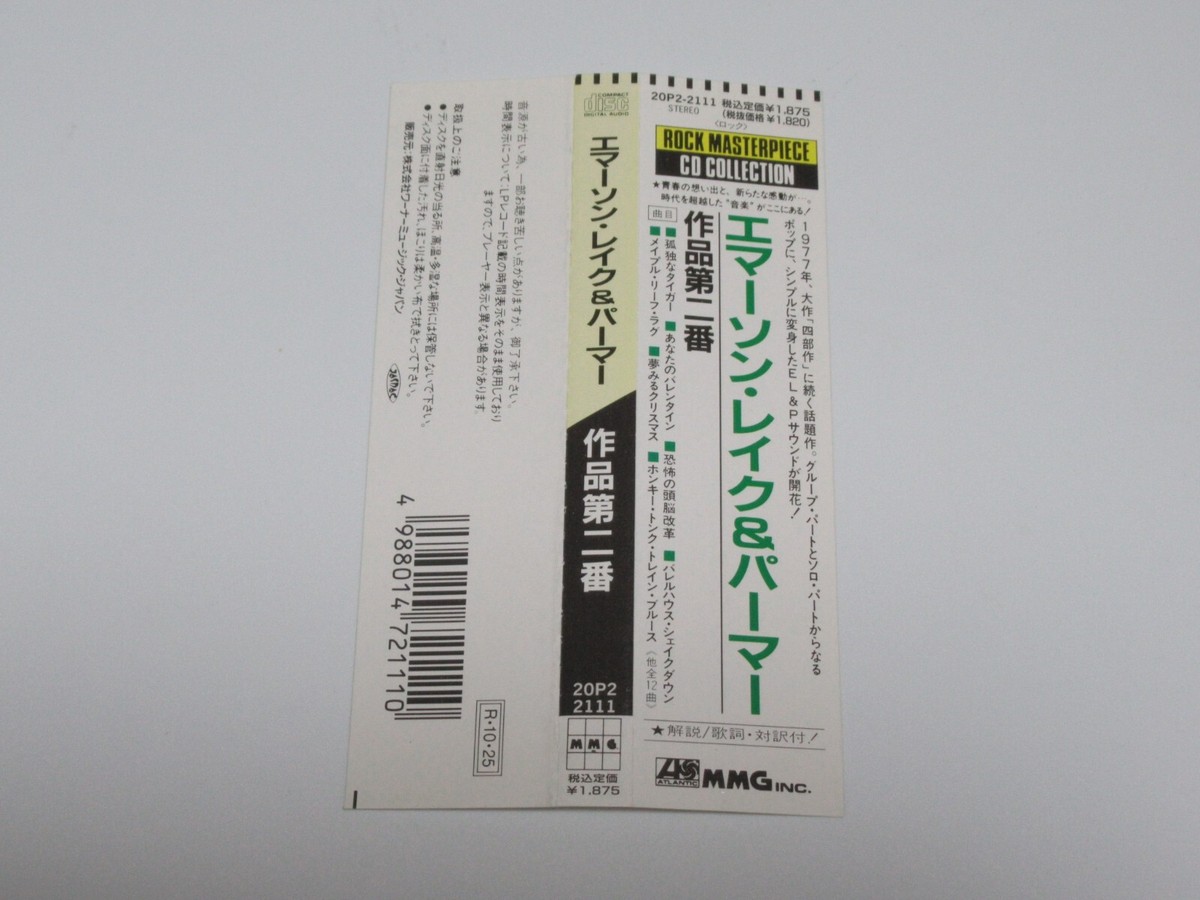 20P2-2111 税込定価¥1,875
STEREO (税抜価格¥1,820)
〈ロック〉
ROCK MASTERPIECE
CD COLLECTION
★青春の想い出と、新らたな感動が…。
時代を超越した"音楽"がここにある!
1977年、大作「四部作」に続く話題作。グループ・パートとソロ・パートからなる
ポップに、シンプルに変身したEL&Pサウンドが開花!
エマーソン・レイク&パーマー
作品第二番
曲目
■孤独なタイガー ■あなたのバレンタイン ■恐怖の頭脳改革 ■バレルハウス・シェイクダウン
■メイプル・リーフ・ラグ ■夢みるクリスマス ■ホンキー・トンク・トレイン・ブルース 〈他全12曲〉
★解説/歌詞・対訳付!
ATLANTIC MMG INC.
COMPACT
disc
DIGITAL AUDIO
エマーソン・レイク&パーマー
作品第二番
20P2
2111
MMG
税込定価
¥1,875
音源が古い為、一部お聴き苦しい点がありますが、御了承下さい。
時間表示について:LPレコード記載の時間表示をそのまま使用しており
ますので、プレーヤー表示と異なる場合があります。
取扱上のご注意
●ディスクを直射日光の当る所、高温・多湿な場所には保管しないで下さい。
●ディスク面に付着した汚れ、ほこりは柔かい布で拭きとって下さい。
販売元:株式会社ワーナーミュージック・ジャパン
JASRAC
4 988014 721110
R・10・25